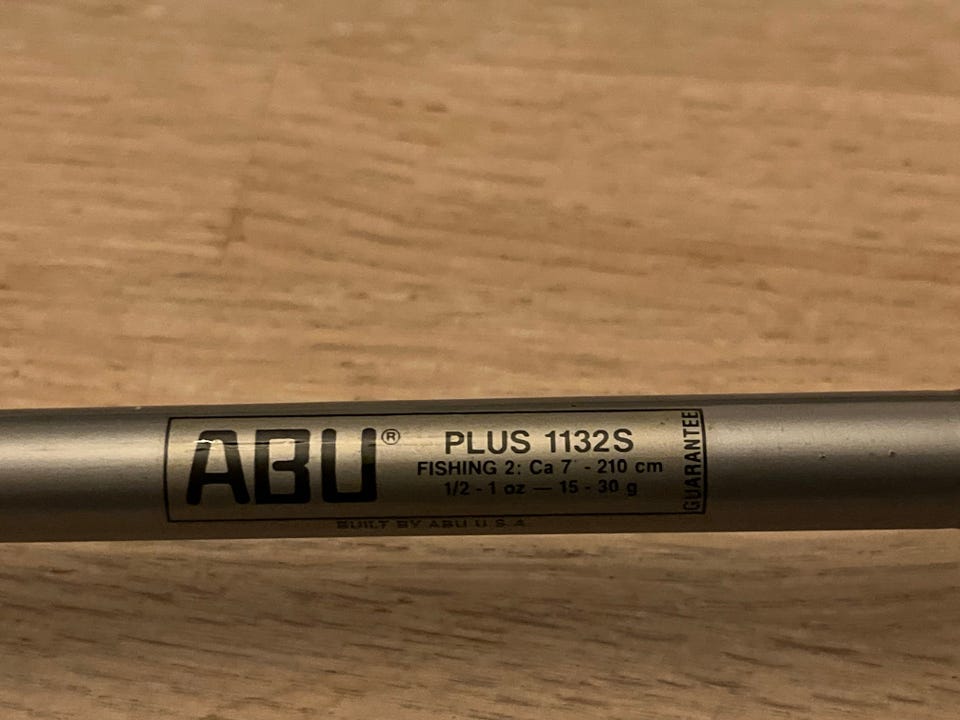 ABU®
PLUS 1132S
FISHING 2: Ca 7' - 210 cm
1/2 - 1 oz — 15 - 30 g
GUARANTEE
BUILT BY ABU U.S.A.